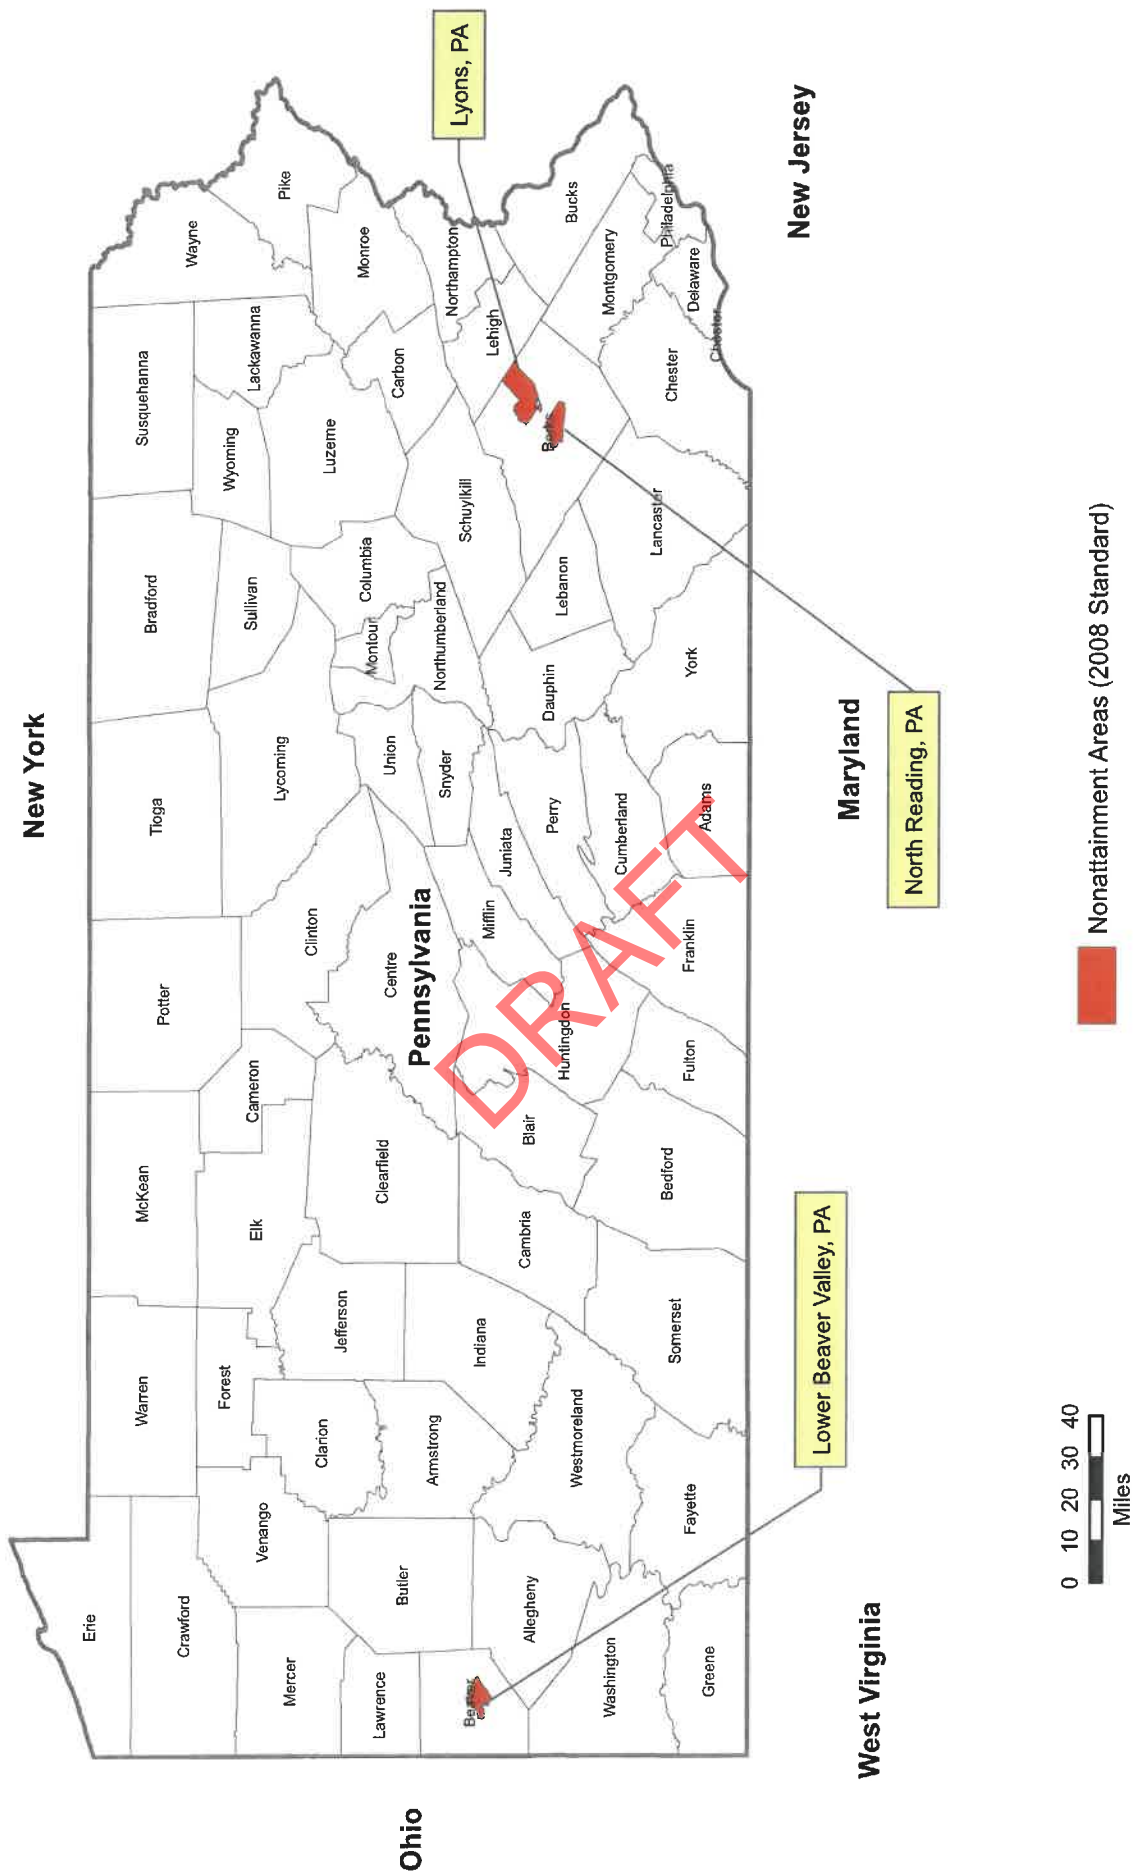 New York
Erie
Crawford
Warren
McKean
Potter
Tioga
Bradford
Susquehanna
Wayne
Wyoming
Lackawanna
Pike
Mercer
Venango
Forest
Elk
Cameron
Clinton
Lycoming
Sullivan
Luzerne
Monroe
Lawrence
Butler
Clarion
Jefferson
Clearfield
Centre
Union
Montour
Columbia
Carbon
Northampton
Pennsylvania
Ohio
Beaver
Allegheny
Armstrong
Indiana
Cambria
Blair
Huntingdon
Mifflin
Juniata
Snyder
Northumberland
Schuylkill
Lehigh
Lyons, PA
Washington
Westmoreland
Perry
Dauphin
Lebanon
Berks
Bucks
Montgomery
Philadelphia
Greene
Fayette
Somerset
Bedford
Fulton
Franklin
Cumberland
Adams
York
Lancaster
Chester
Delaware
Chester
DRAFT
New Jersey
West Virginia
Lower Beaver Valley, PA
Maryland
North Reading, PA
0 10 20 30 40
Miles
Nonattainment Areas (2008 Standard)